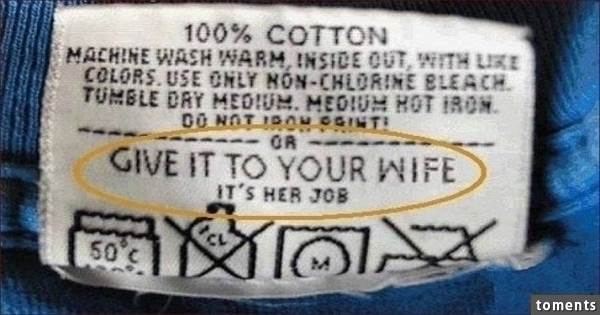 100% COTTON
MACHINE WASH WARM, INSIDE OUT, WITH LIKE
COLORS. USE ONLY NON-CHLORINE BLEACH.
TUMBLE DRY MEDIUM. MEDIUM HOT IRON.
DO NOT IRON PRINT!
OR
GIVE IT TO YOUR WIFE
IT'S HER JOB
60°C
CL
M
toments